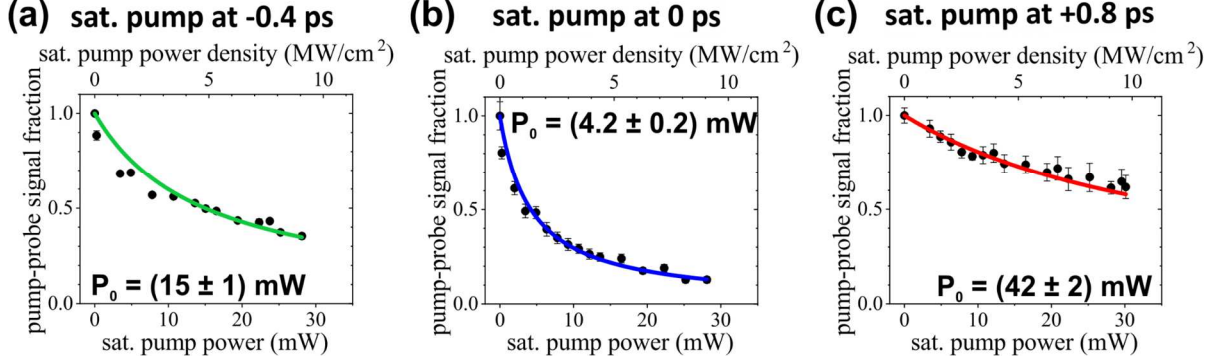 (a) sat. pump at -0.4 ps
sat. pump power density (MW/cm²)
0 5 10
pump-probe signal fraction
1.0
0.5
0.0
P₀ = (15 ± 1) mW
0 10 20 30
sat. pump power (mW)
(b) sat. pump at 0 ps
sat. pump power density (MW/cm²)
0 5 10
pump-probe signal fraction
1.0
0.5
0.0
P₀ = (4.2 ± 0.2) mW
0 10 20 30
sat. pump power (mW)
(c) sat. pump at +0.8 ps
sat. pump power density (MW/cm²)
0 5 10
pump-probe signal fraction
1.0
0.5
0.0
P₀ = (42 ± 2) mW
0 10 20 30
sat. pump power (mW)